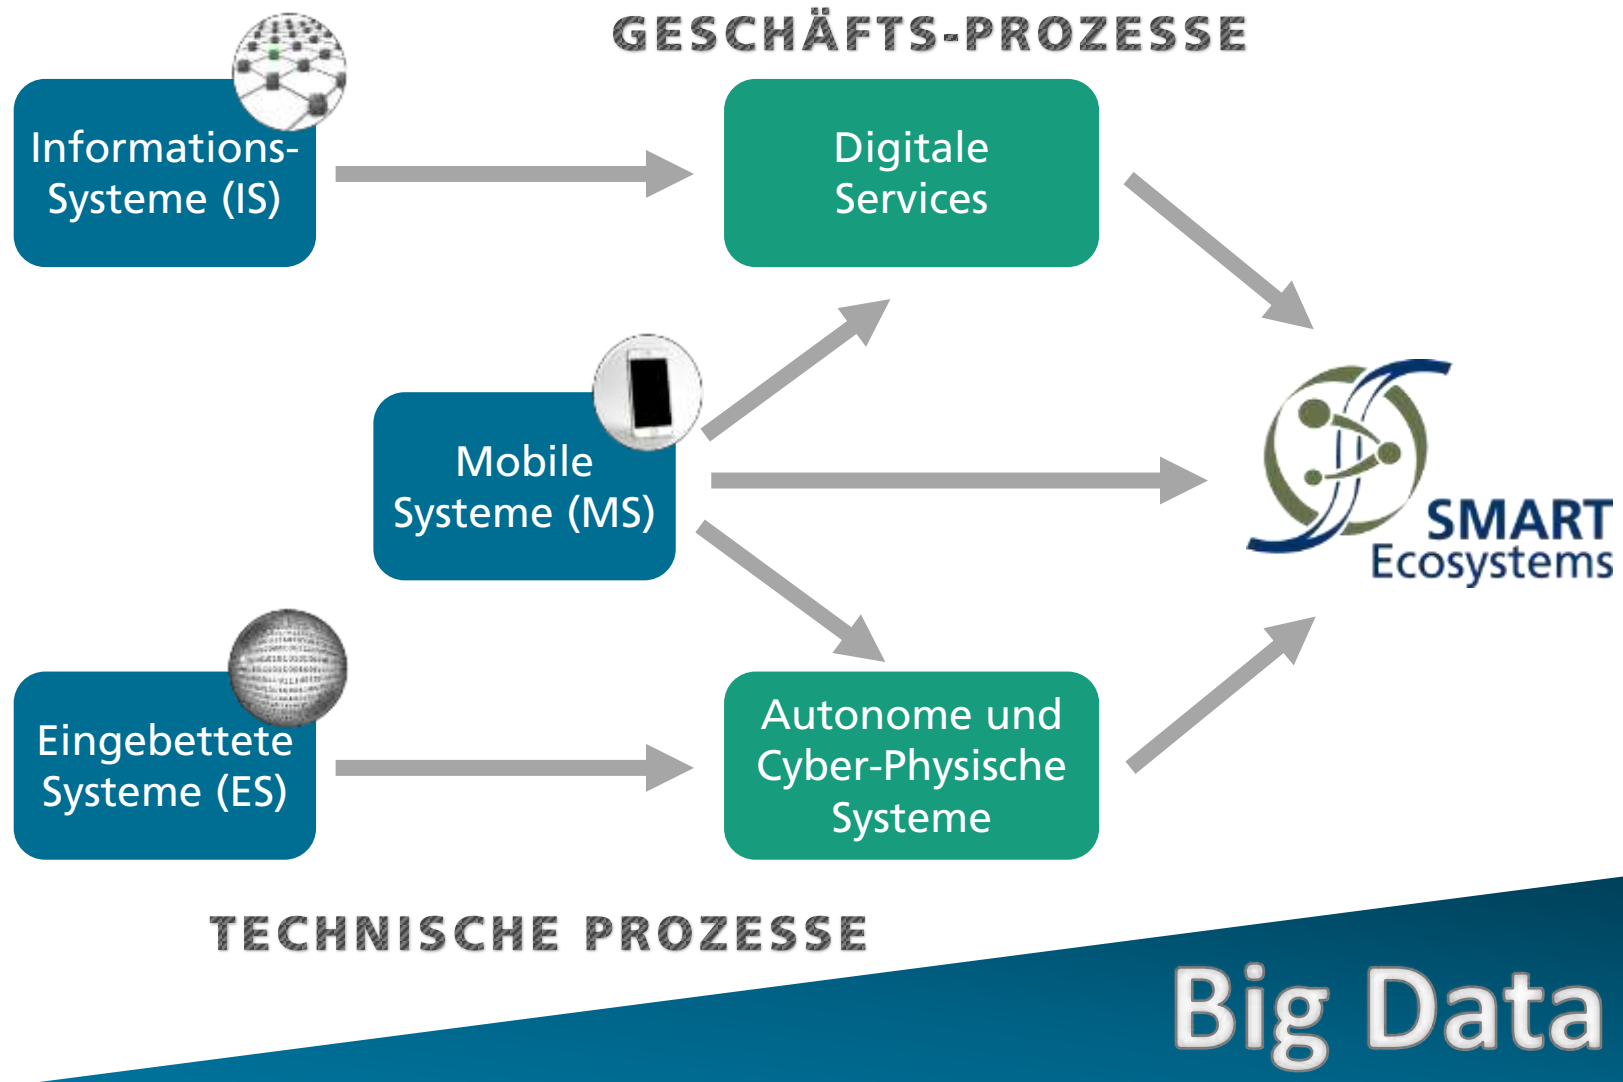 GESCHÄFTS-PROZESSE
Informations-
Systeme (IS)
Digitale
Services
Mobile
Systeme (MS)
SMART
Ecosystems
Eingebettete
Systeme (ES)
Autonome und
Cyber-Physische
Systeme
TECHNISCHE PROZESSE
Big Data